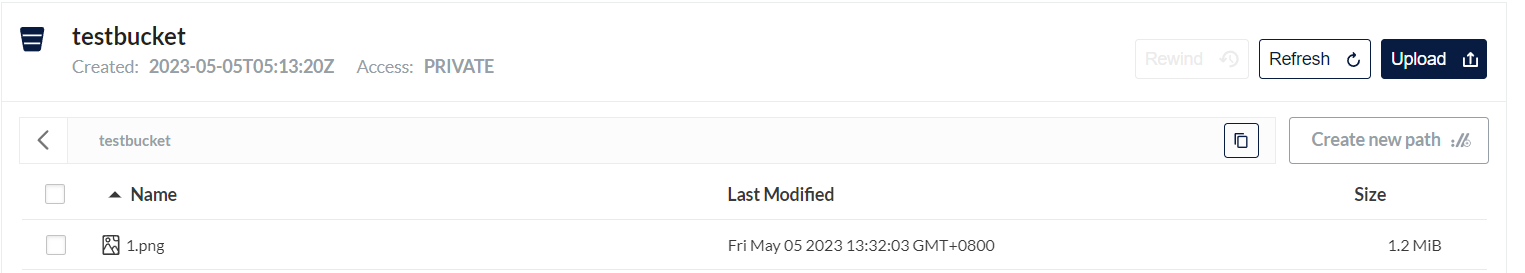 testbucket
Created: 2023-05-05T05:13:20Z Access: PRIVATE
Rewind
Refresh
Upload
testbucket
Create new path
Name Last Modified Size
1.png Fri May 05 2023 13:32:03 GMT+0800 1.2 MiB